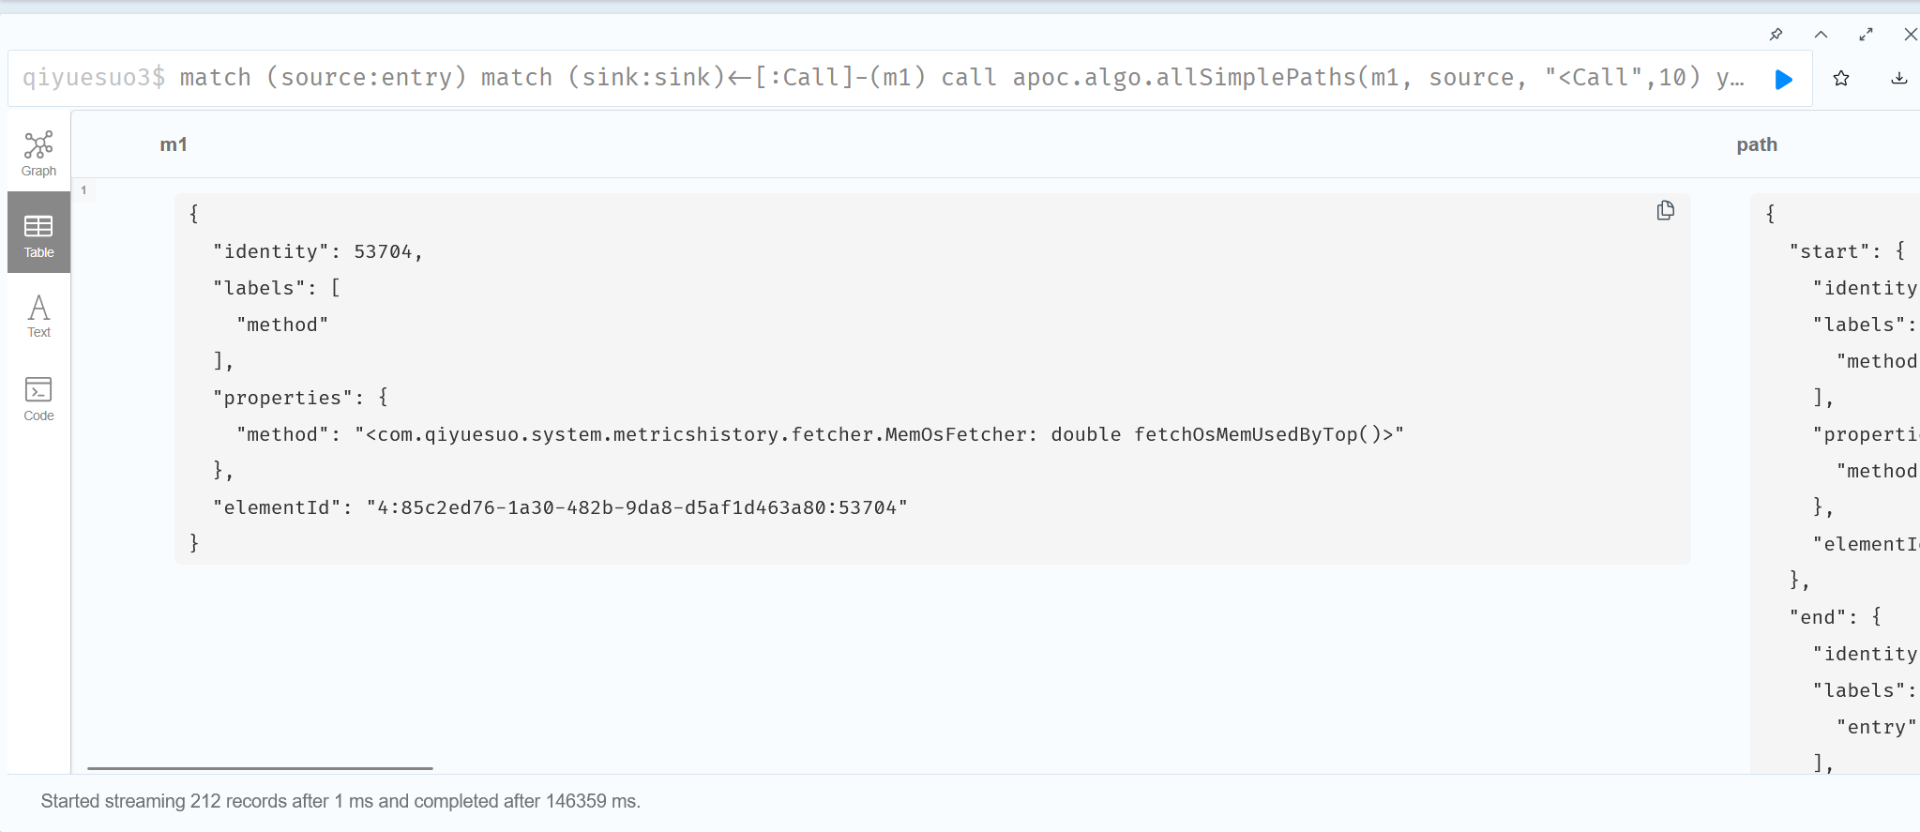 qiyuesuo3$ match (source:entry) match (sink:sink)<-[:Call]-(m1) call apoc.algo.allSimplePaths(m1, source, "<Call",10) y…
Graph
Table
Text
Code
m1
1
{
"identity": 53704,
"labels": [
"method"
],
"properties": {
"method": "<com.qiyuesuo.system.metricshistory.fetcher.MemOsFetcher: double fetchOsMemUsedByTop()>"
},
"elementId": "4:85c2ed76-1a30-482b-9da8-d5af1d463a80:53704"
}
path
{
"start": {
"identity
"labels":
"method
],
"properti
"method
},
"elementI
},
"end": {
"identity
"labels":
"entry"
],
Started streaming 212 records after 1 ms and completed after 146359 ms.